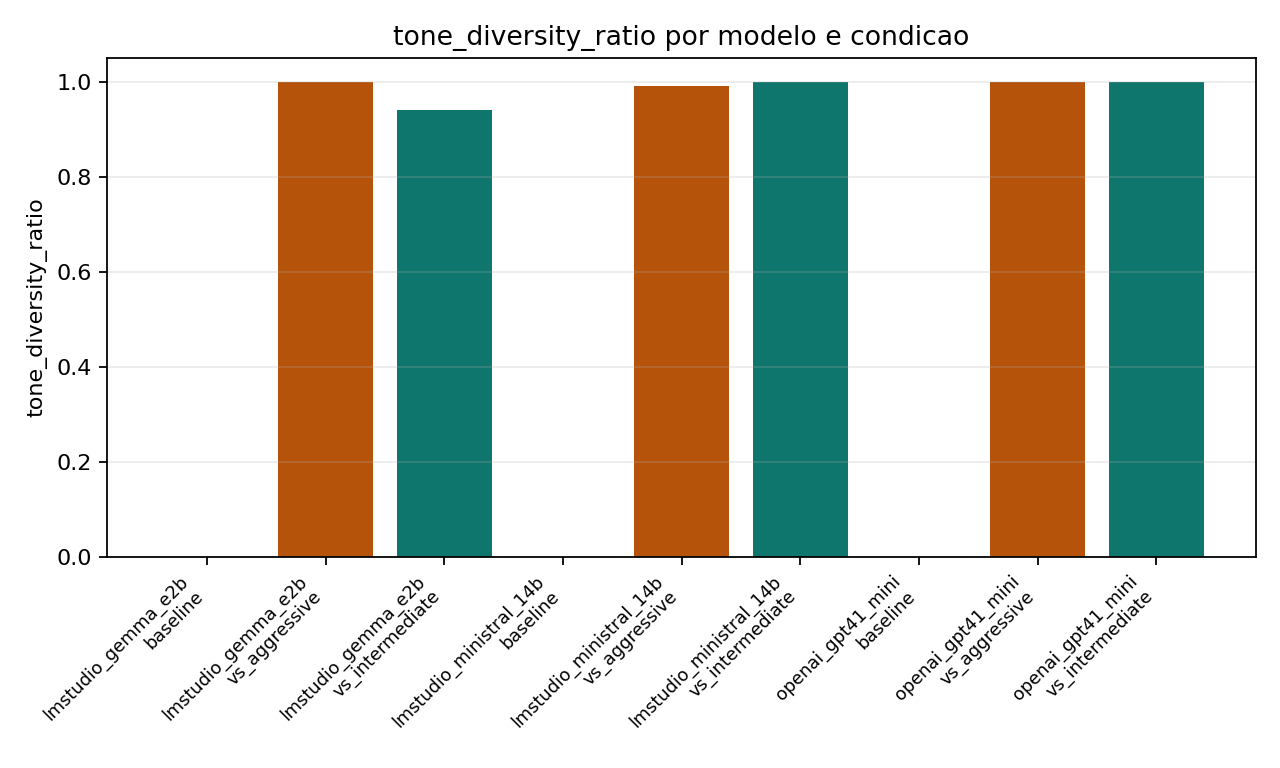 tone_diversity_ratio por modelo e condicao
tone_diversity_ratio
1.0
0.8
0.6
0.4
0.2
0.0
lmstudio_gemma_e2b
baseline
lmstudio_gemma_e2b
vs_aggressive
lmstudio_gemma_e2b
vs_intermediate
lmstudio_ministral_14b
baseline
lmstudio_ministral_14b
vs_aggressive
lmstudio_ministral_14b
vs_intermediate
openai_gpt41_mini
baseline
openai_gpt41_mini
vs_aggressive
openai_gpt41_mini
vs_intermediate